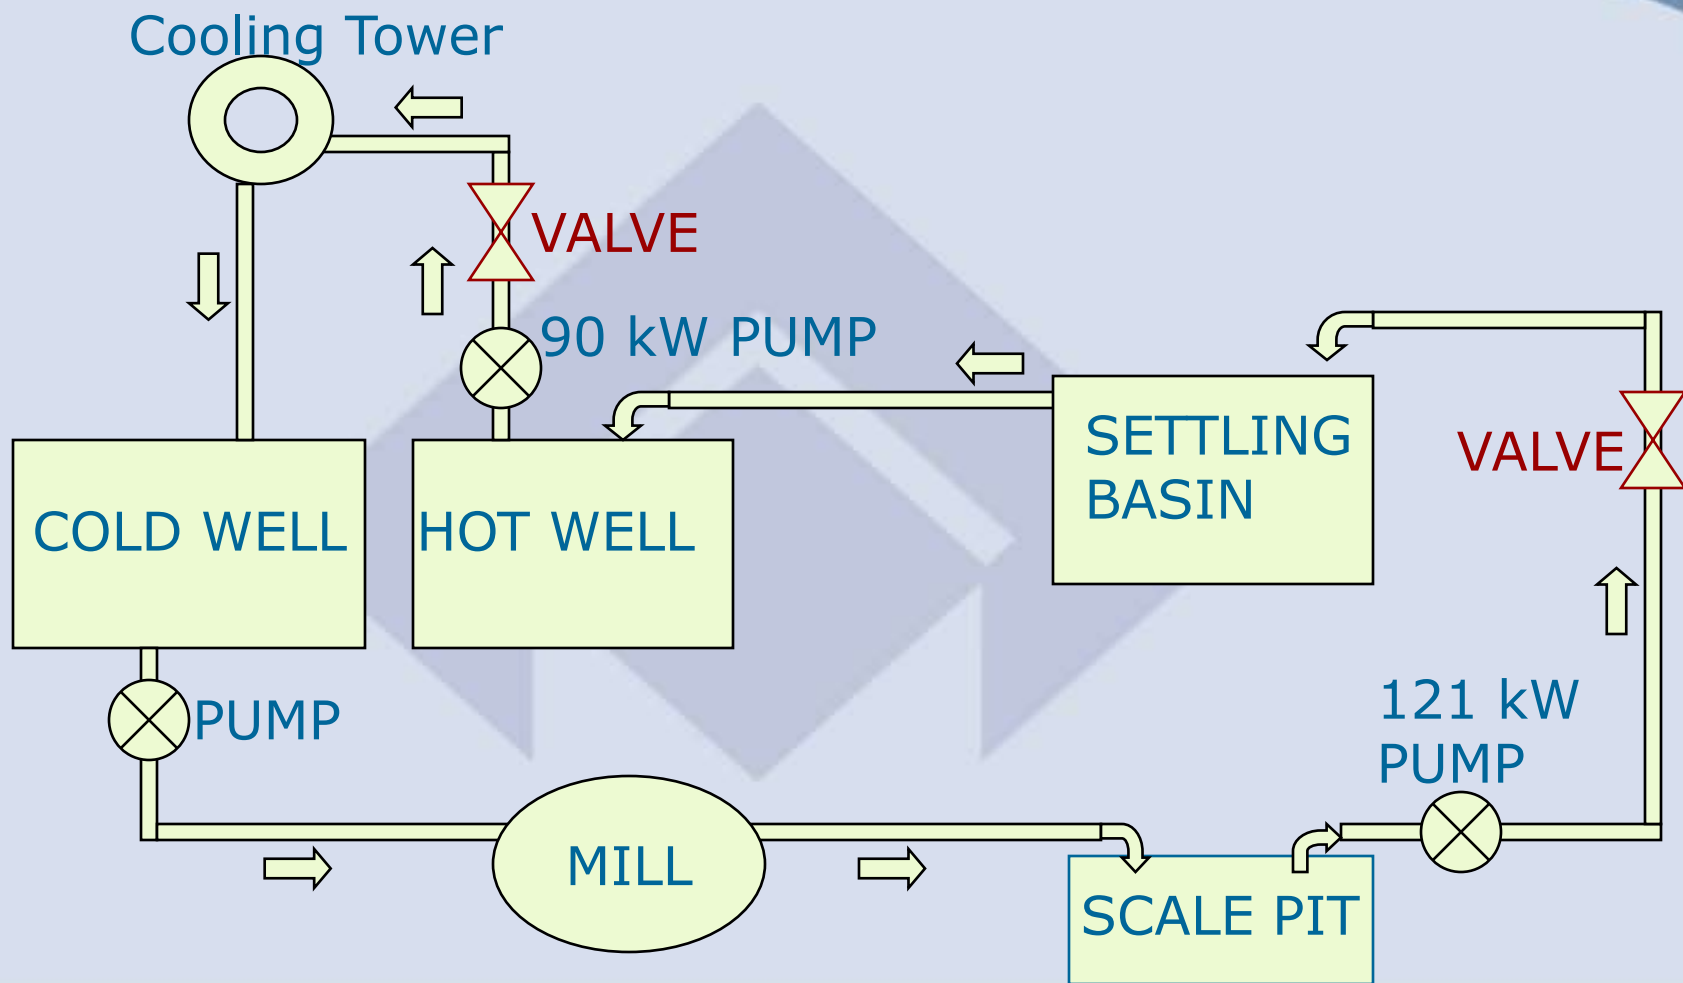 Cooling Tower
VALVE
90 kW PUMP
SETTLING
BASIN
VALVE
COLD WELL
HOT WELL
PUMP
121 kW
PUMP
MILL
SCALE PIT